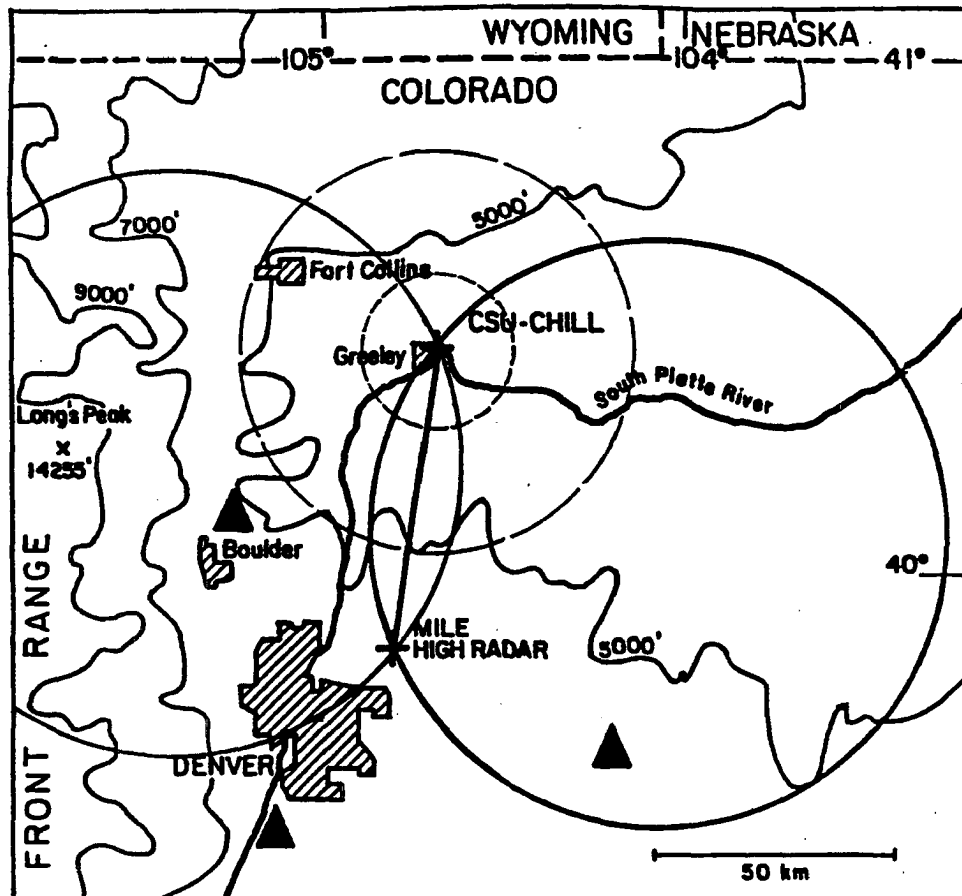 WYOMING
NEBRASKA
105°
104°
41°
COLORADO
7000'
5000'
Fort Collins
9000'
CSU-CHILL
Greeley
South Platte River
Long's Peak
x
14255'
Boulder
40°
MILE
HIGH RADAR
5000'
DENVER
FRONT RANGE
50 km